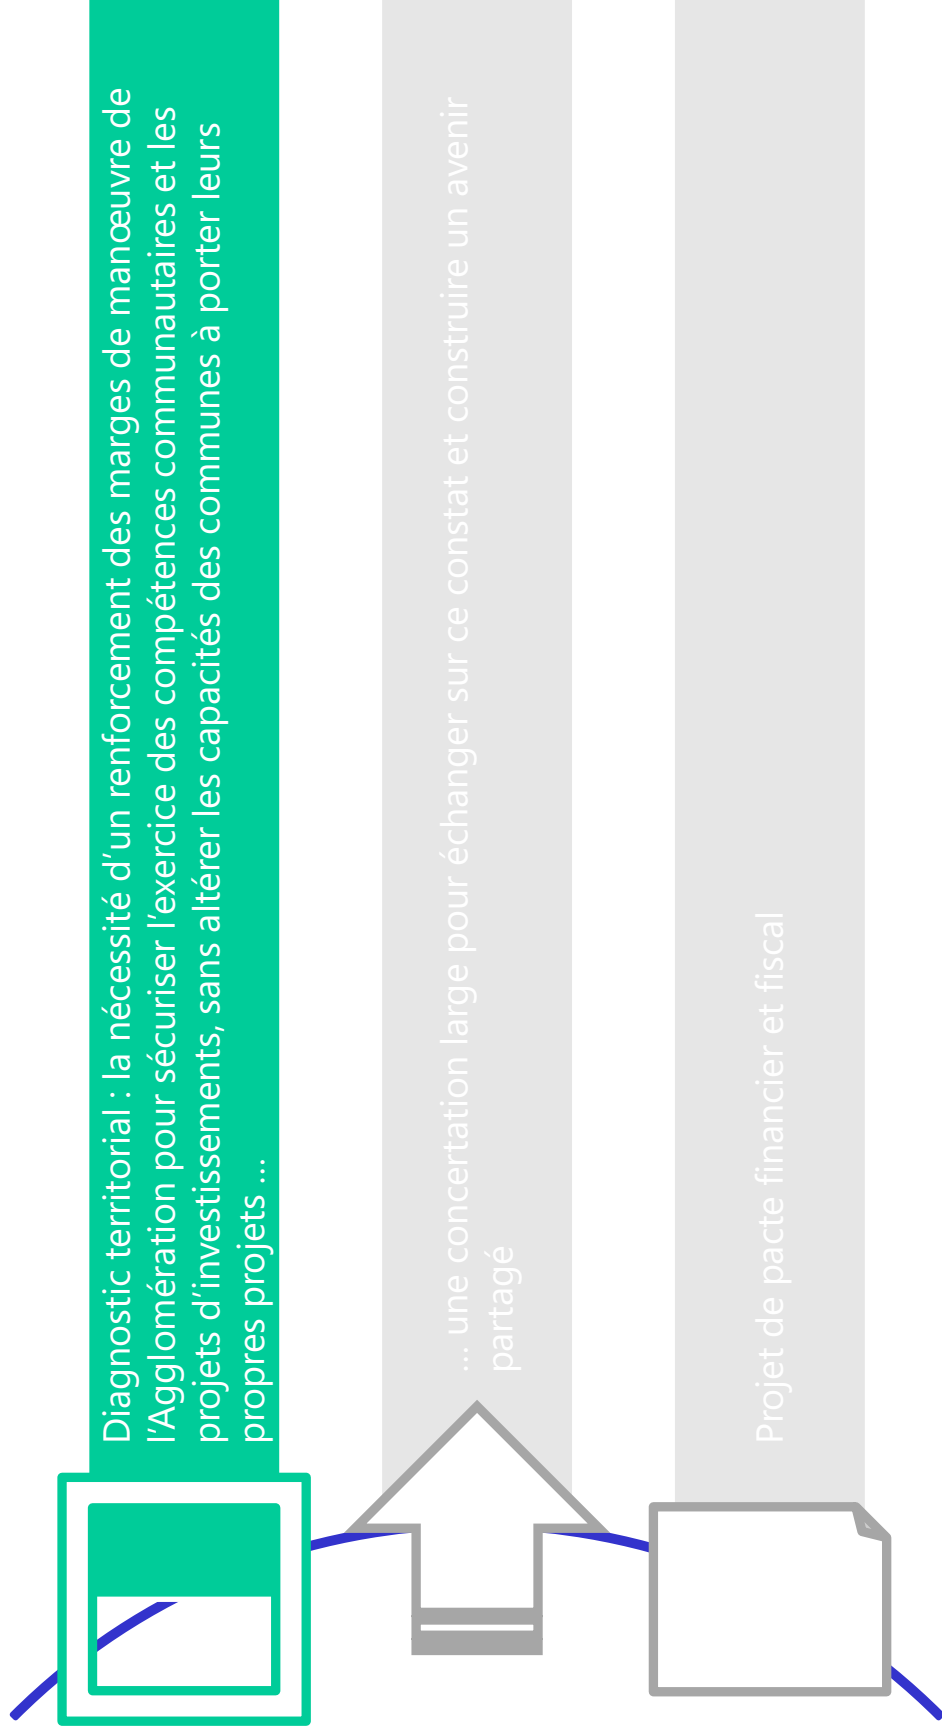 Diagnostic territorial : la nécessité d'un renforcement des marges de manœuvre de
l'Agglomération pour sécuriser l'exercice des compétences communautaires et les
projets d'investissements, sans altérer les capacités des communes à porter leurs
propres projets ...
... une concertation large pour échanger sur ce constat et construire un avenir
partagé
Projet de pacte financier et fiscal